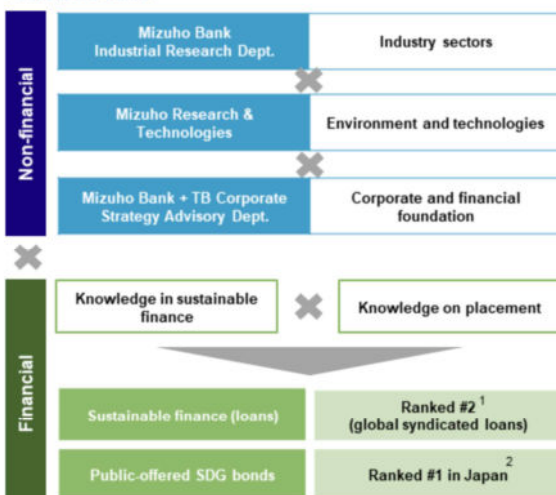 Non-financial
Mizuho Bank
Industrial Research Dept.
Industry sectors
Mizuho Research &
Technologies
Environment and technologies
Mizuho Bank + TB Corporate
Strategy Advisory Dept.
Corporate and financial
foundation
Financial
Knowledge in sustainable
finance
Knowledge on placement
Sustainable finance (loans)
Ranked #2 1
(global syndicated loans)
Public-offered SDG bonds
Ranked #1 in Japan 2